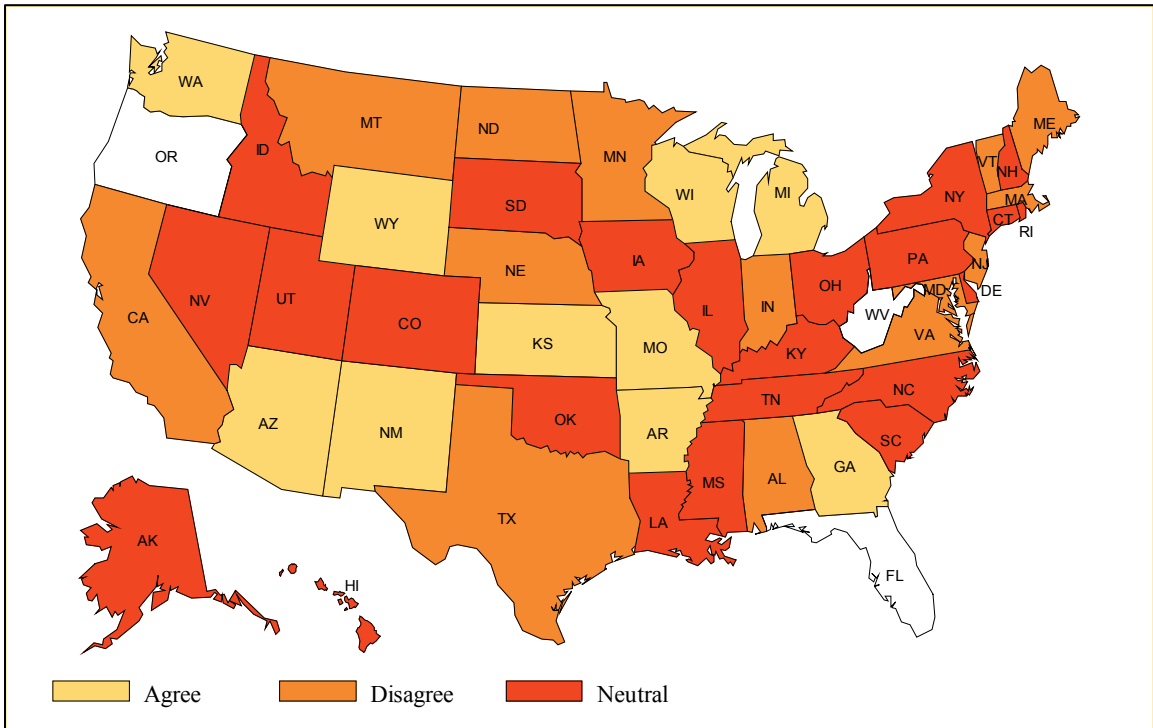 WA
MT
ND
MN
ME
OR
ID
VT
NH
WI
MI
NY
MA
SD
WY
CT
RI
IA
PA
NE
NJ
OH
DE
MD
NV
UT
IL
IN
CA
CO
WV
VA
KS
MO
KY
NC
TN
OK
AZ
NM
AR
SC
GA
MS
AL
TX
LA
AK
HI
FL
Agree
Disagree
Neutral